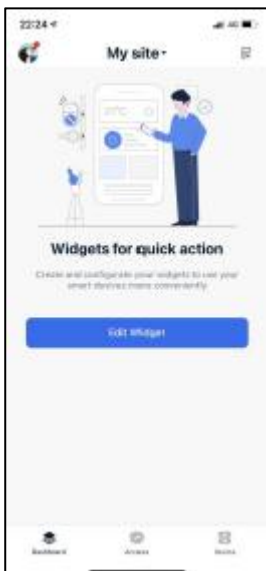 22:24
4G
My site
Widgets for quick action
Create and configurate your widgets to use your
smart devices more conveniently
Edit Widget
Dashboard
Access